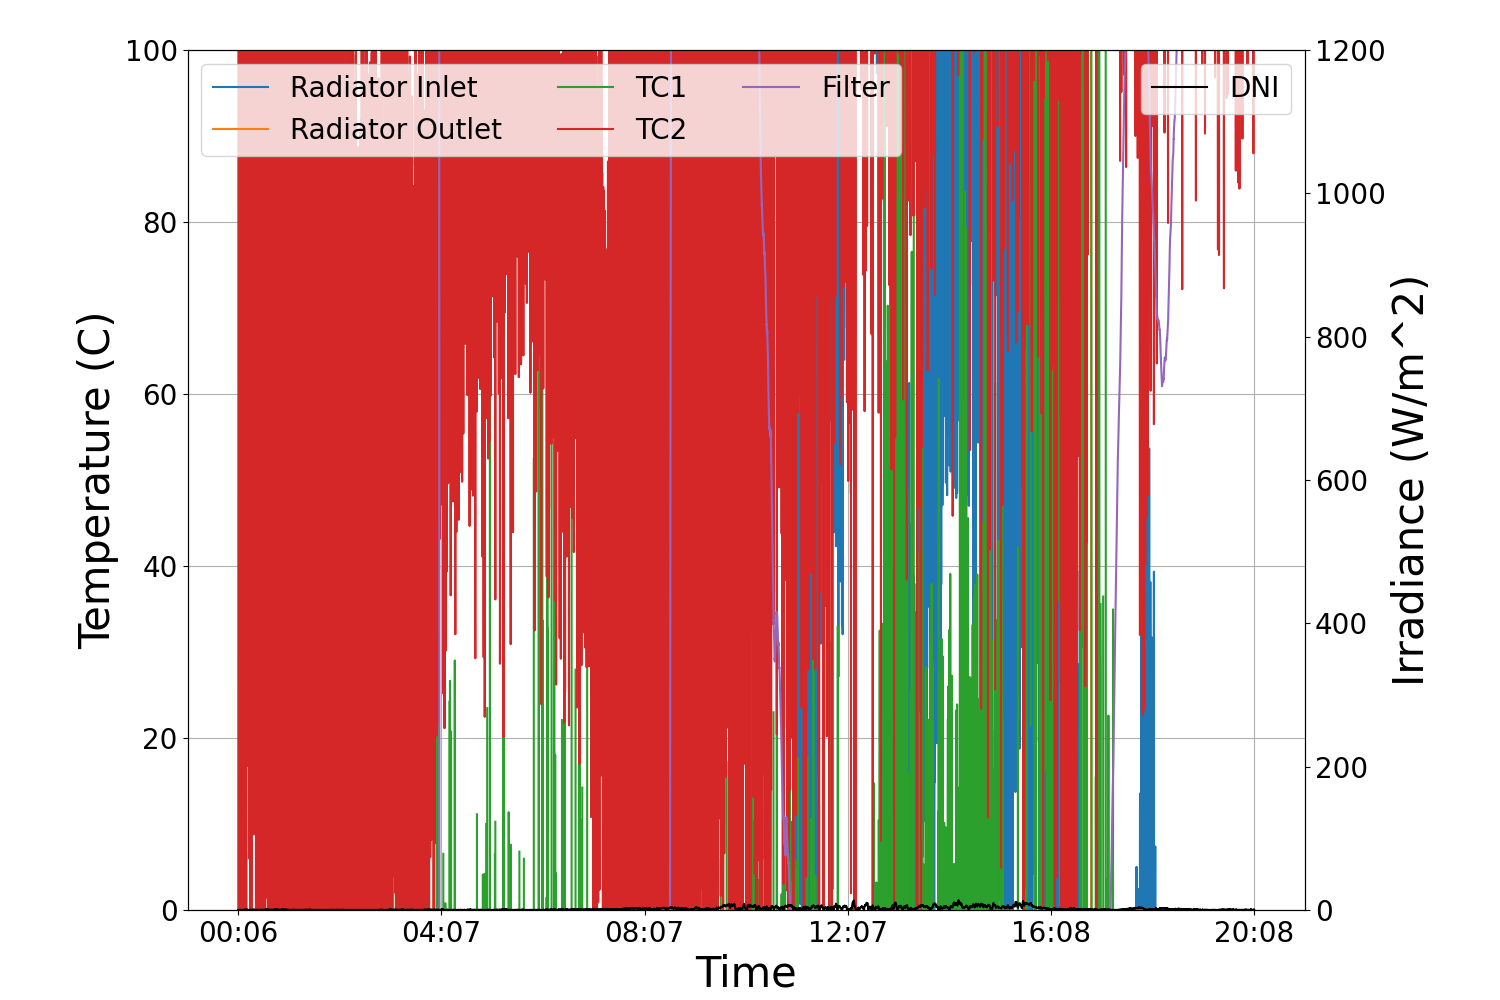 Radiator Inlet
Radiator Outlet
TC1
TC2
Filter
DNI
100
80
60
40
20
0
Temperature (C)
1200
1000
800
600
400
200
0
Irradiance (W/m^2)
00:06 04:07 08:07 12:07 16:08 20:08
Time